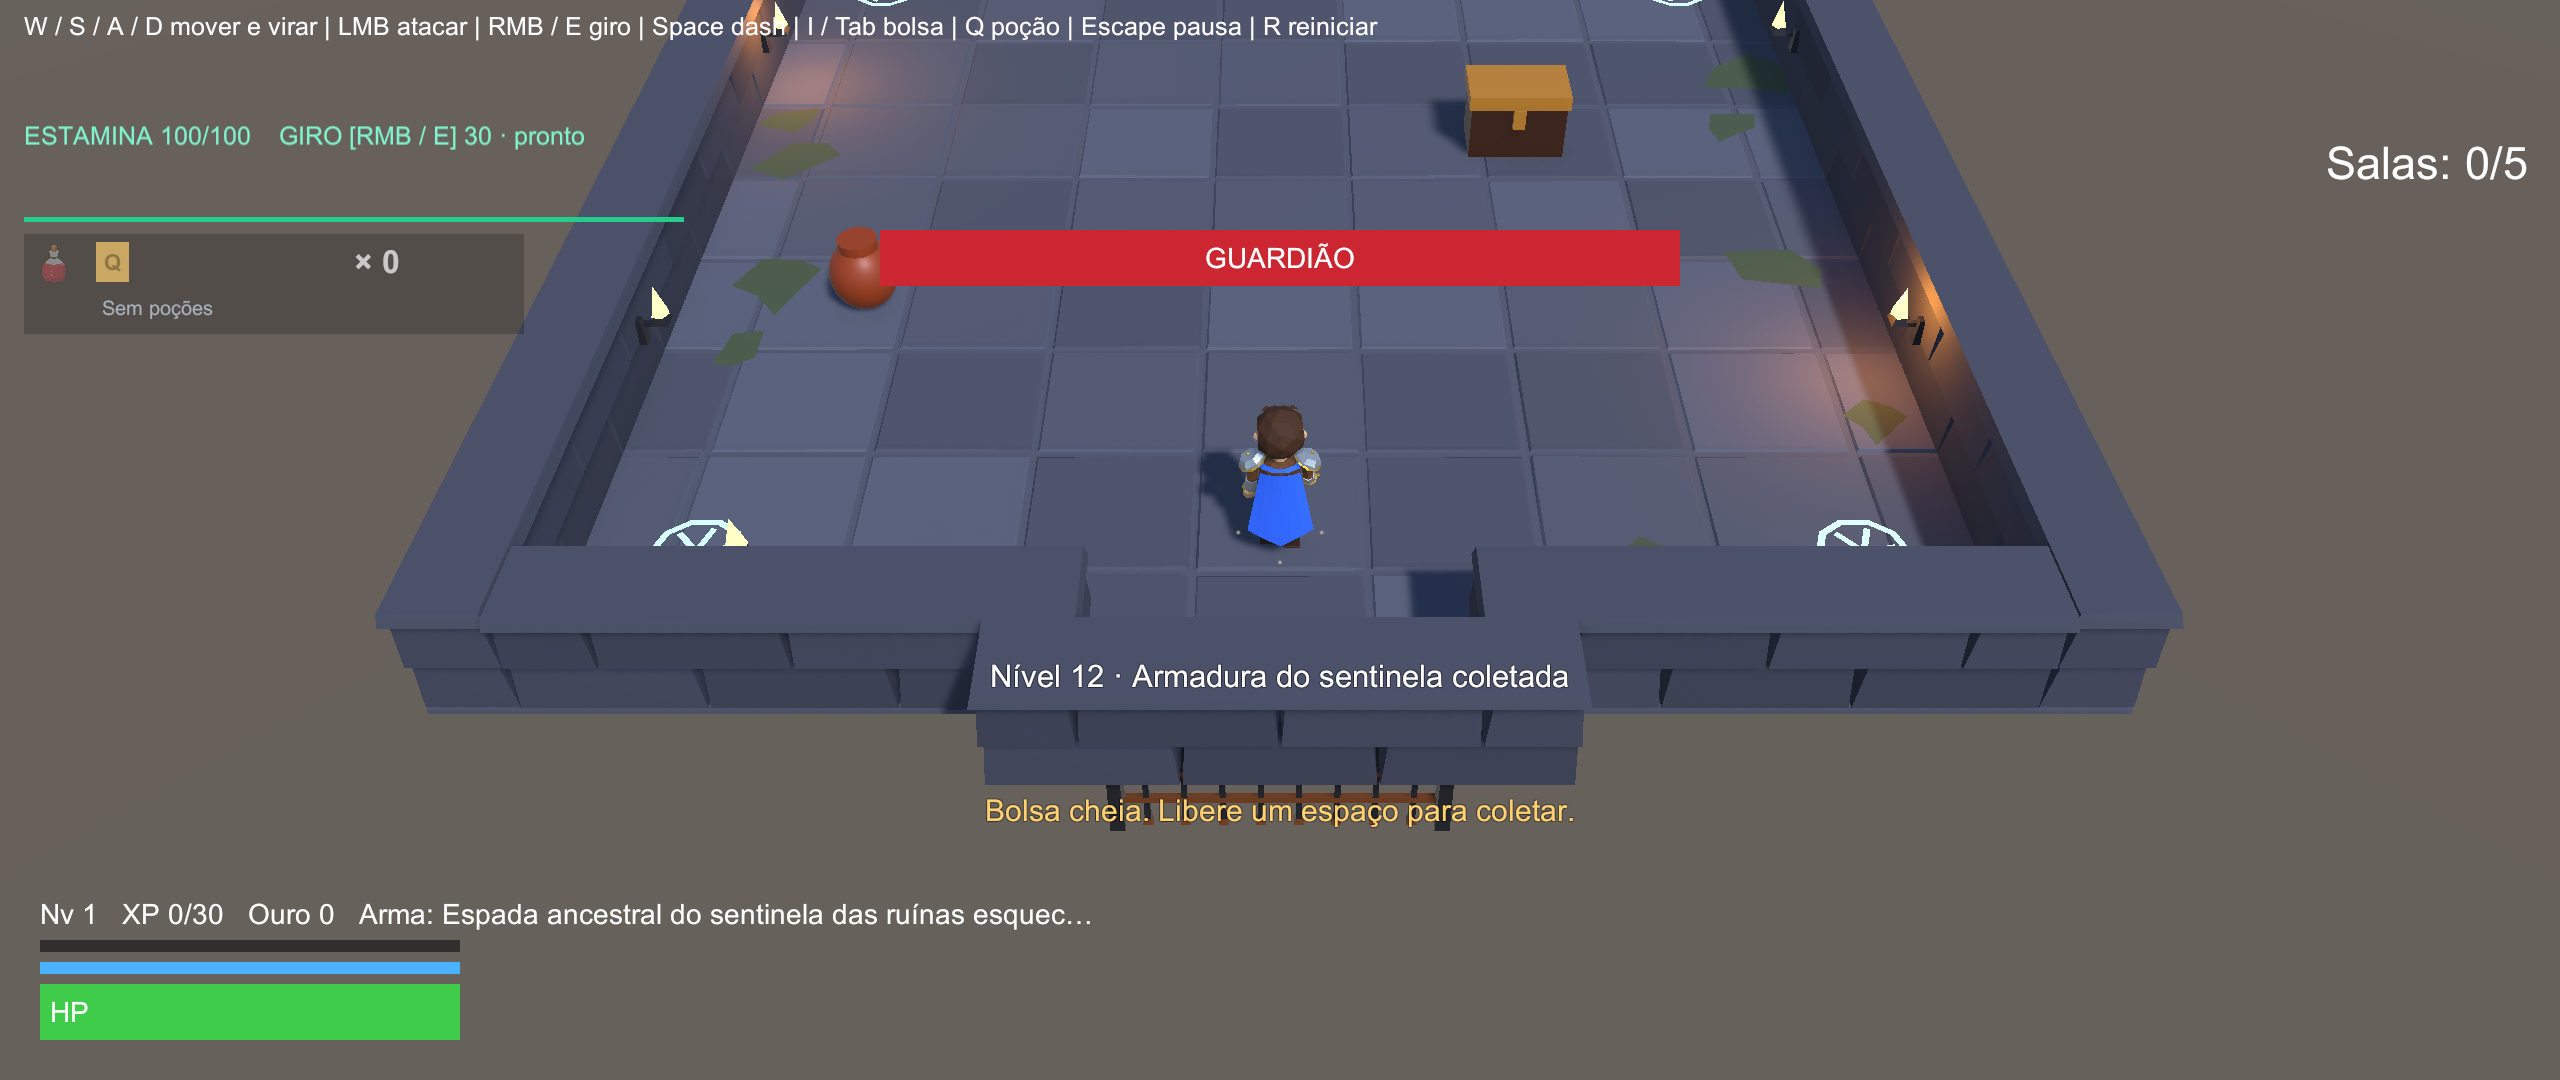 W / S / A / D mover e virar | LMB atacar | RMB / E giro | Space dash | I / Tab bolsa | Q poção | Escape pausa | R reiniciar
ESTAMINA 100/100 GIRO [RMB / E] 30 · pronto
Salas: 0/5
Q × 0
Sem poções
GUARDIÃO
Nível 12 · Armadura do sentinela coletada
Bolsa cheia. Libere um espaço para coletar.
Nv 1 XP 0/30 Ouro 0 Arma: Espada ancestral do sentinela das ruínas esquec…
HP